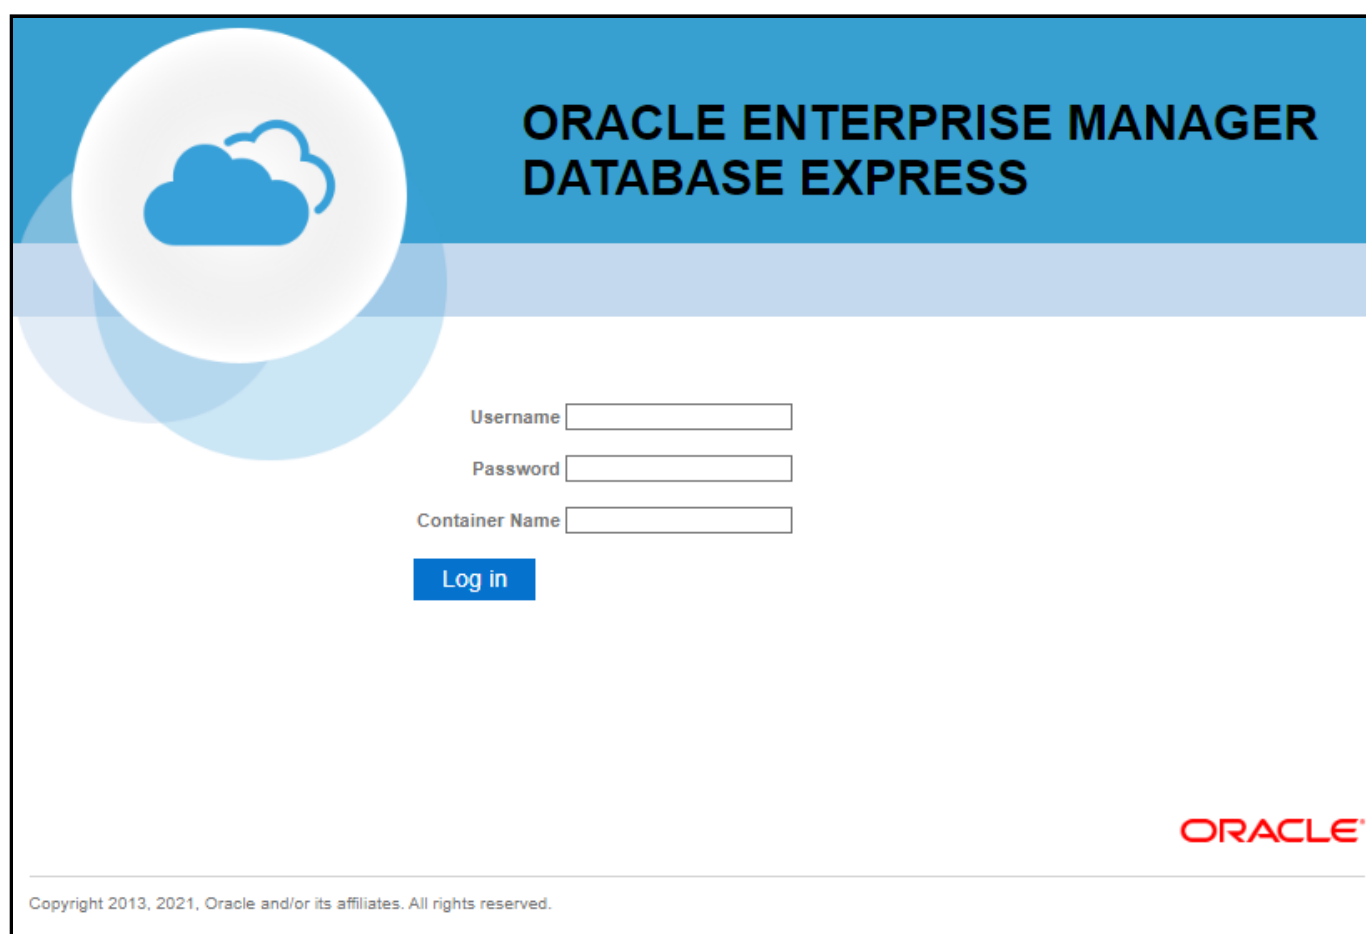 ORACLE ENTERPRISE MANAGER
DATABASE EXPRESS
Username
Password
Container Name
Log in
ORACLE
Copyright 2013, 2021, Oracle and/or its affiliates. All rights reserved.